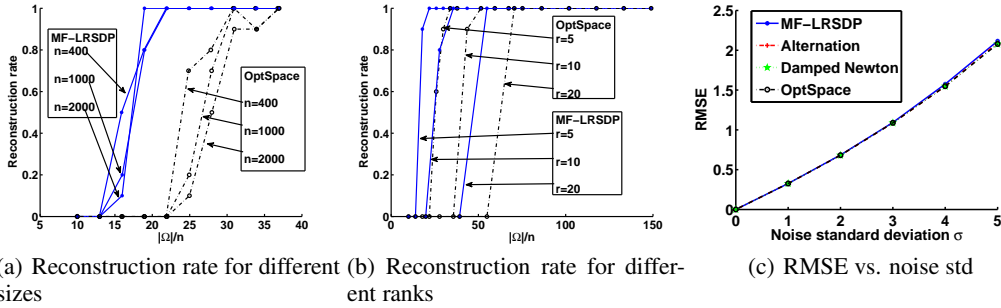 1
0.8
0.6
0.4
0.2
0
Reconstruction rate
MF-LRSDP
n=400
n=1000
n=2000
OptSpace
n=400
n=1000
n=2000
5 10 15 20 25 30 35 40
|Ω|/n
1
0.8
0.6
0.4
0.2
0
Reconstruction rate
OptSpace
r=5
r=10
r=20
MF-LRSDP
r=5
r=10
r=20
0 50 100 150
|Ω|/n
2.5
2
1.5
1
0.5
0
RMSE
MF-LRSDP
Alternation
Damped Newton
OptSpace
0 1 2 3 4 5
Noise standard deviation σ
(a) Reconstruction rate for different sizes
(b) Reconstruction rate for differ-
ent ranks
(c) RMSE vs. noise std